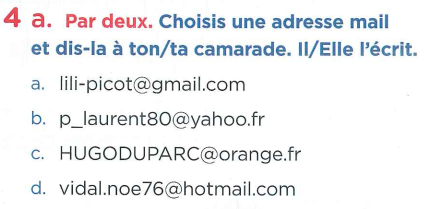 4 a. Par deux. Choisis une adresse mail
et dis-la à ton/ta camarade. Il/Elle l'écrit.
a. lili-picot@gmail.com
b. p_laurent80@yahoo.fr
c. HUGODUPARC@orange.fr
d. vidal.noe76@hotmail.com